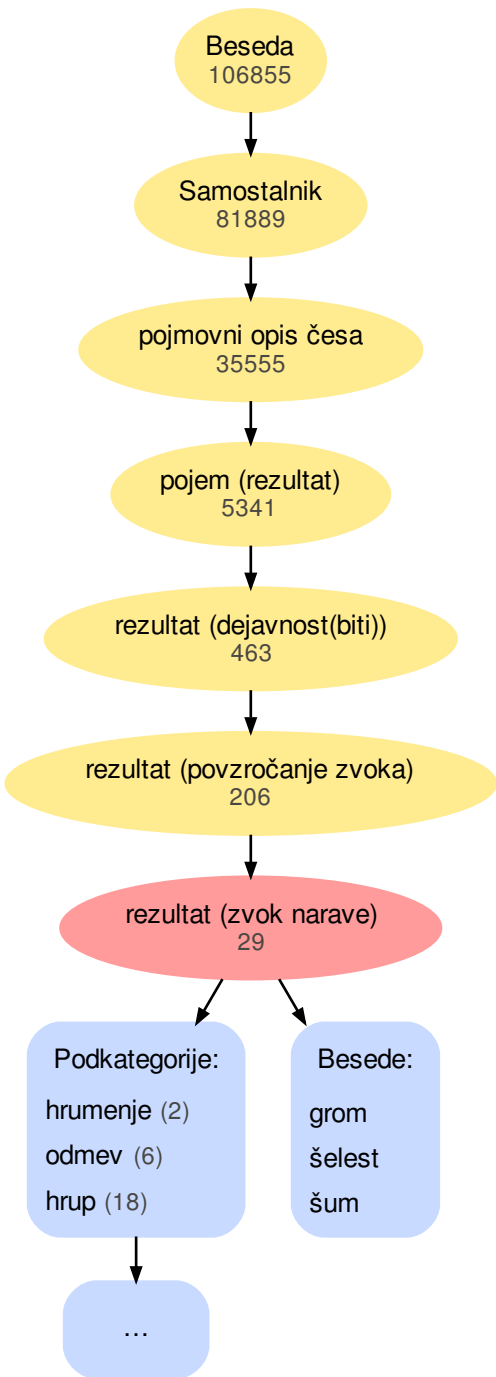 Beseda
106855
Samostalnik
81889
pojmovni opis česa
35555
pojem (rezultat)
5341
rezultat (dejavnost(biti))
463
rezultat (povzročanje zvoka)
206
rezultat (zvok narave)
29
Podkategorije:
hrumenje (2)
odmev (6)
hrup (18)
Besede:
grom
šelest
šum
...